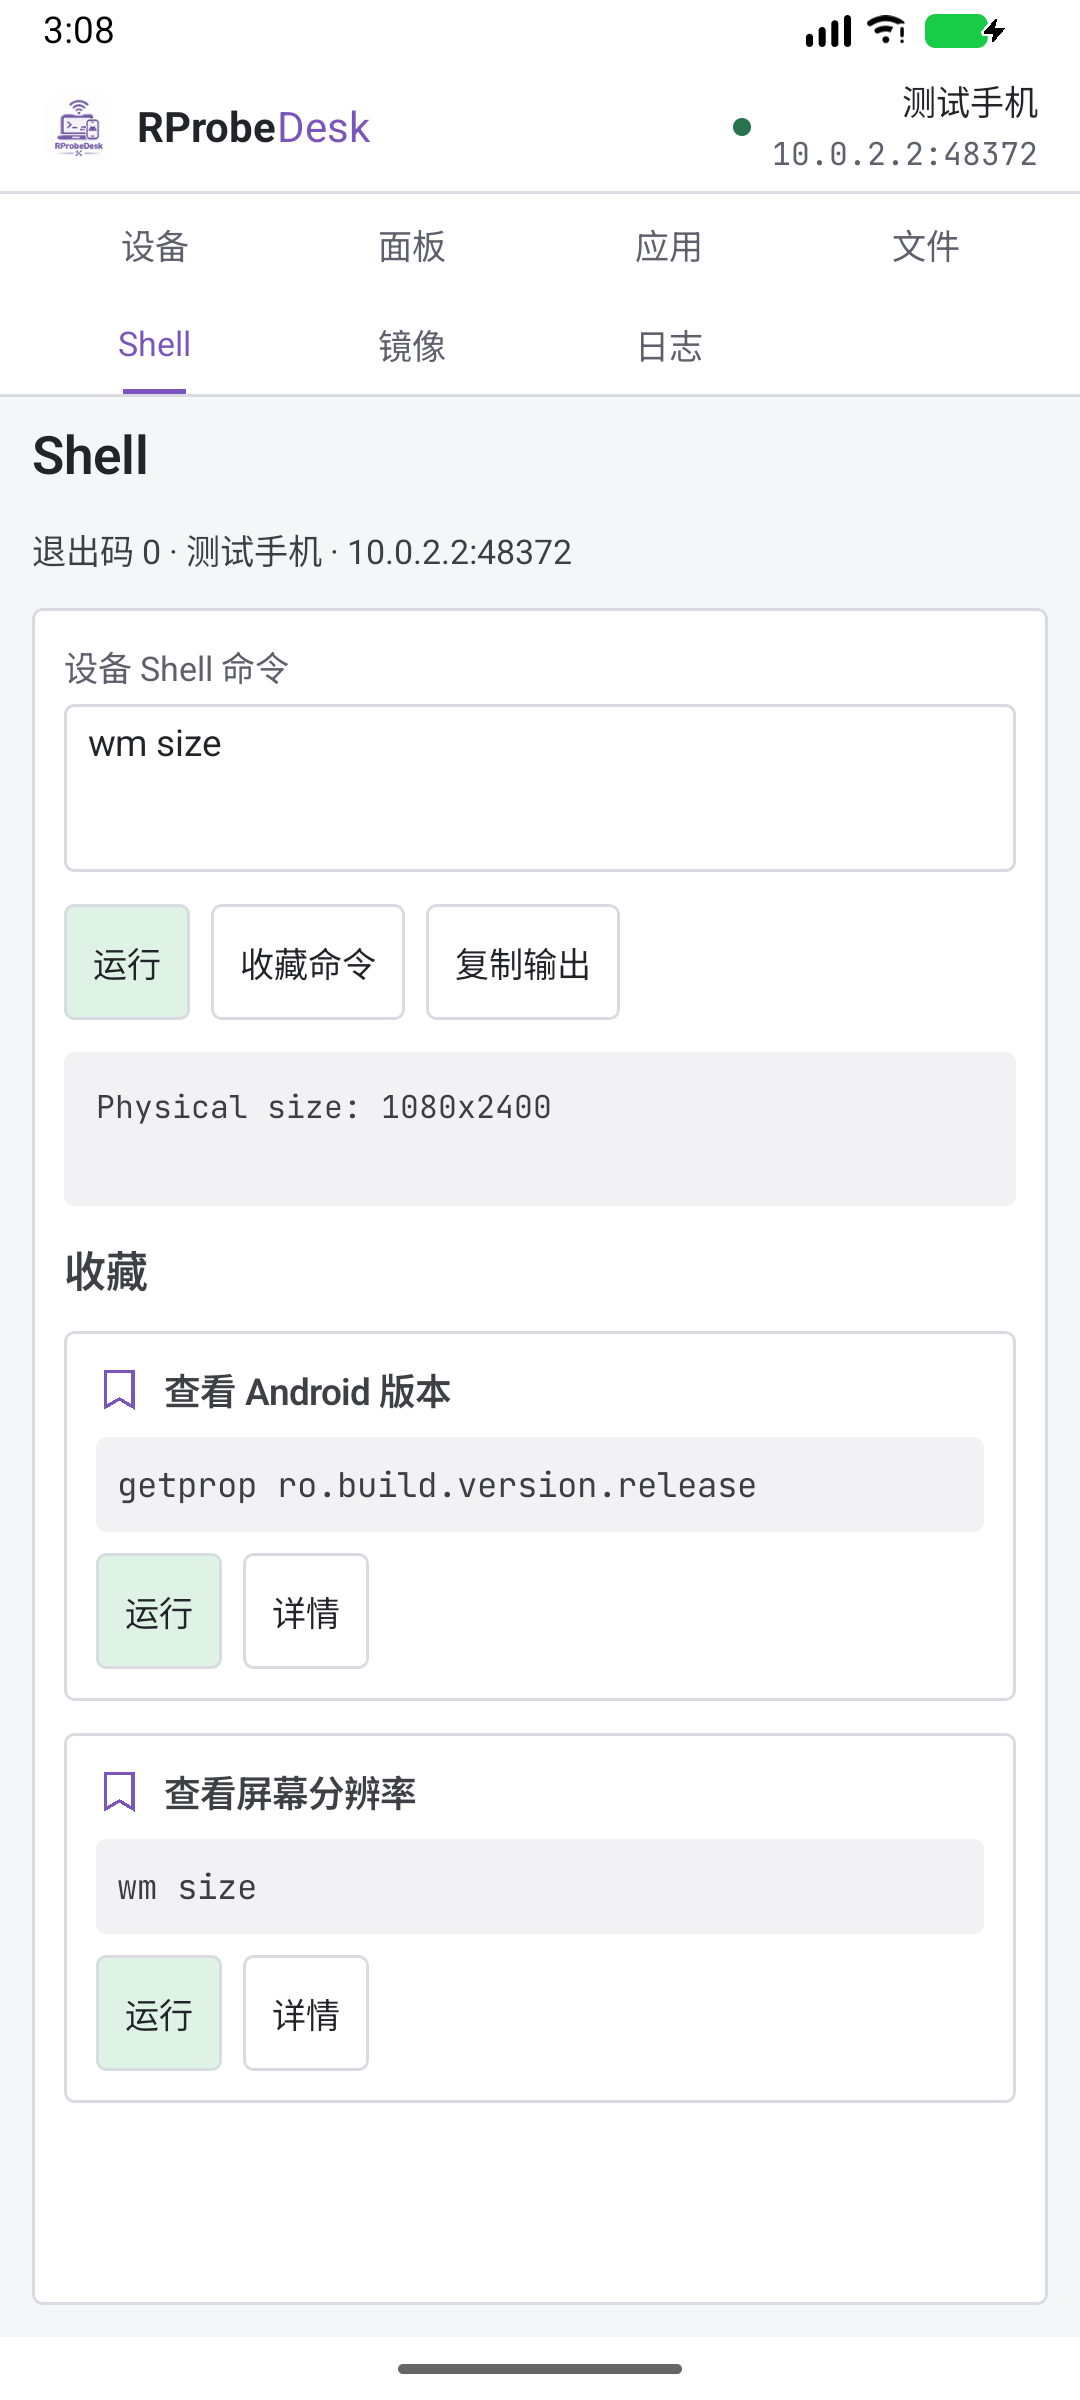 3:08
RProbeDesk
RProbeDesk
测试手机
10.0.2.2:48372
设备 面板 应用 文件
Shell 镜像 日志
Shell
退出码 0 · 测试手机 · 10.0.2.2:48372
设备 Shell 命令
wm size
运行 收藏命令 复制输出
Physical size: 1080x2400
收藏
查看 Android 版本
getprop ro.build.version.release
运行 详情
查看屏幕分辨率
wm size
运行 详情